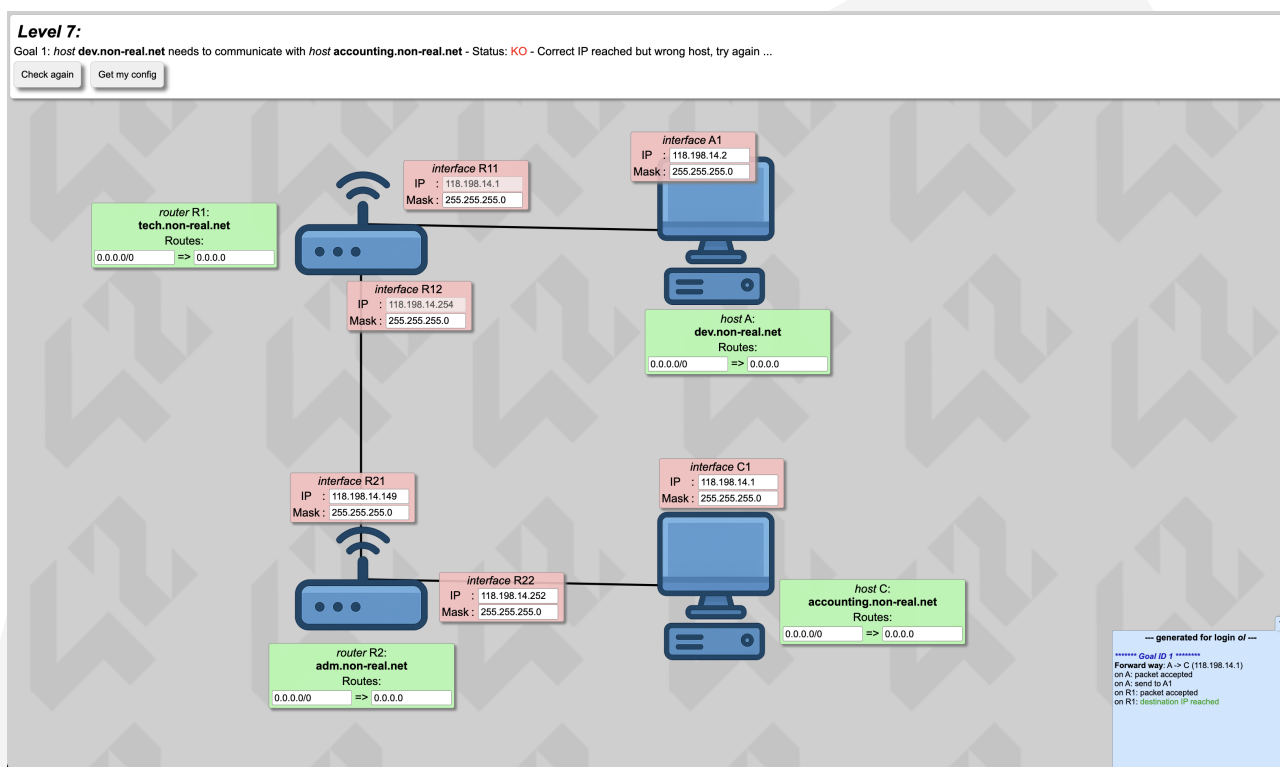 Level 7:
Goal 1: host dev.non-real.net needs to communicate with host accounting.non-real.net - Status: KO - Correct IP reached but wrong host, try again ...
Check again
Get my config
interface A1
IP : 118.198.14.2
Mask : 255.255.255.0
interface R11
IP : 118.198.14.1
Mask : 255.255.255.0
router R1:
tech.non-real.net
Routes:
0.0.0.0/0 => 0.0.0.0
interface R12
IP : 118.198.14.254
Mask : 255.255.255.0
host A:
dev.non-real.net
Routes:
0.0.0.0/0 => 0.0.0.0
interface R21
IP : 118.198.14.149
Mask : 255.255.255.0
interface C1
IP : 118.198.14.1
Mask : 255.255.255.0
interface R22
IP : 118.198.14.252
Mask : 255.255.255.0
host C:
accounting.non-real.net
Routes:
0.0.0.0/0 => 0.0.0.0
router R2:
adm.non-real.net
Routes:
0.0.0.0/0 => 0.0.0.0
--- generated for login ol ---
******* Goal ID 1 ********
Forward way: A -> C (118.198.14.1)
on A: packet accepted
on A: send to A1
on R1: packet accepted
on R1: destination IP reached